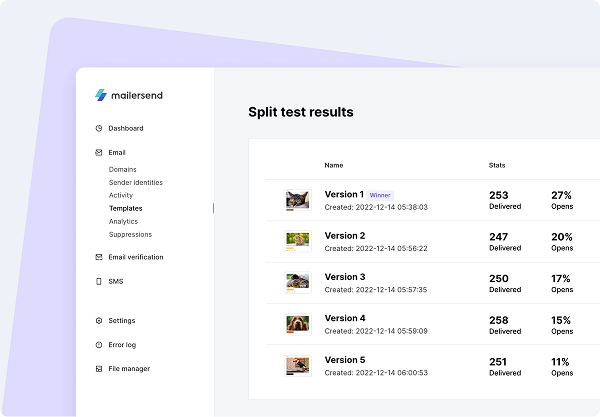 mailersend
Dashboard
Email
Domains
Sender identities
Activity
Templates
Analytics
Suppressions
Email verification
SMS
Settings
Error log
File manager
Split test results
Name Stats
Version 1 Winner 253 27%
Created: 2022-12-14 05:38:03 Delivered Opens
Version 2 247 20%
Created: 2022-12-14 05:56:22 Delivered Opens
Version 3 250 17%
Created: 2022-12-14 05:57:35 Delivered Opens
Version 4 258 15%
Created: 2022-12-14 05:59:09 Delivered Opens
Version 5 251 11%
Created: 2022-12-14 06:00:53 Delivered Opens